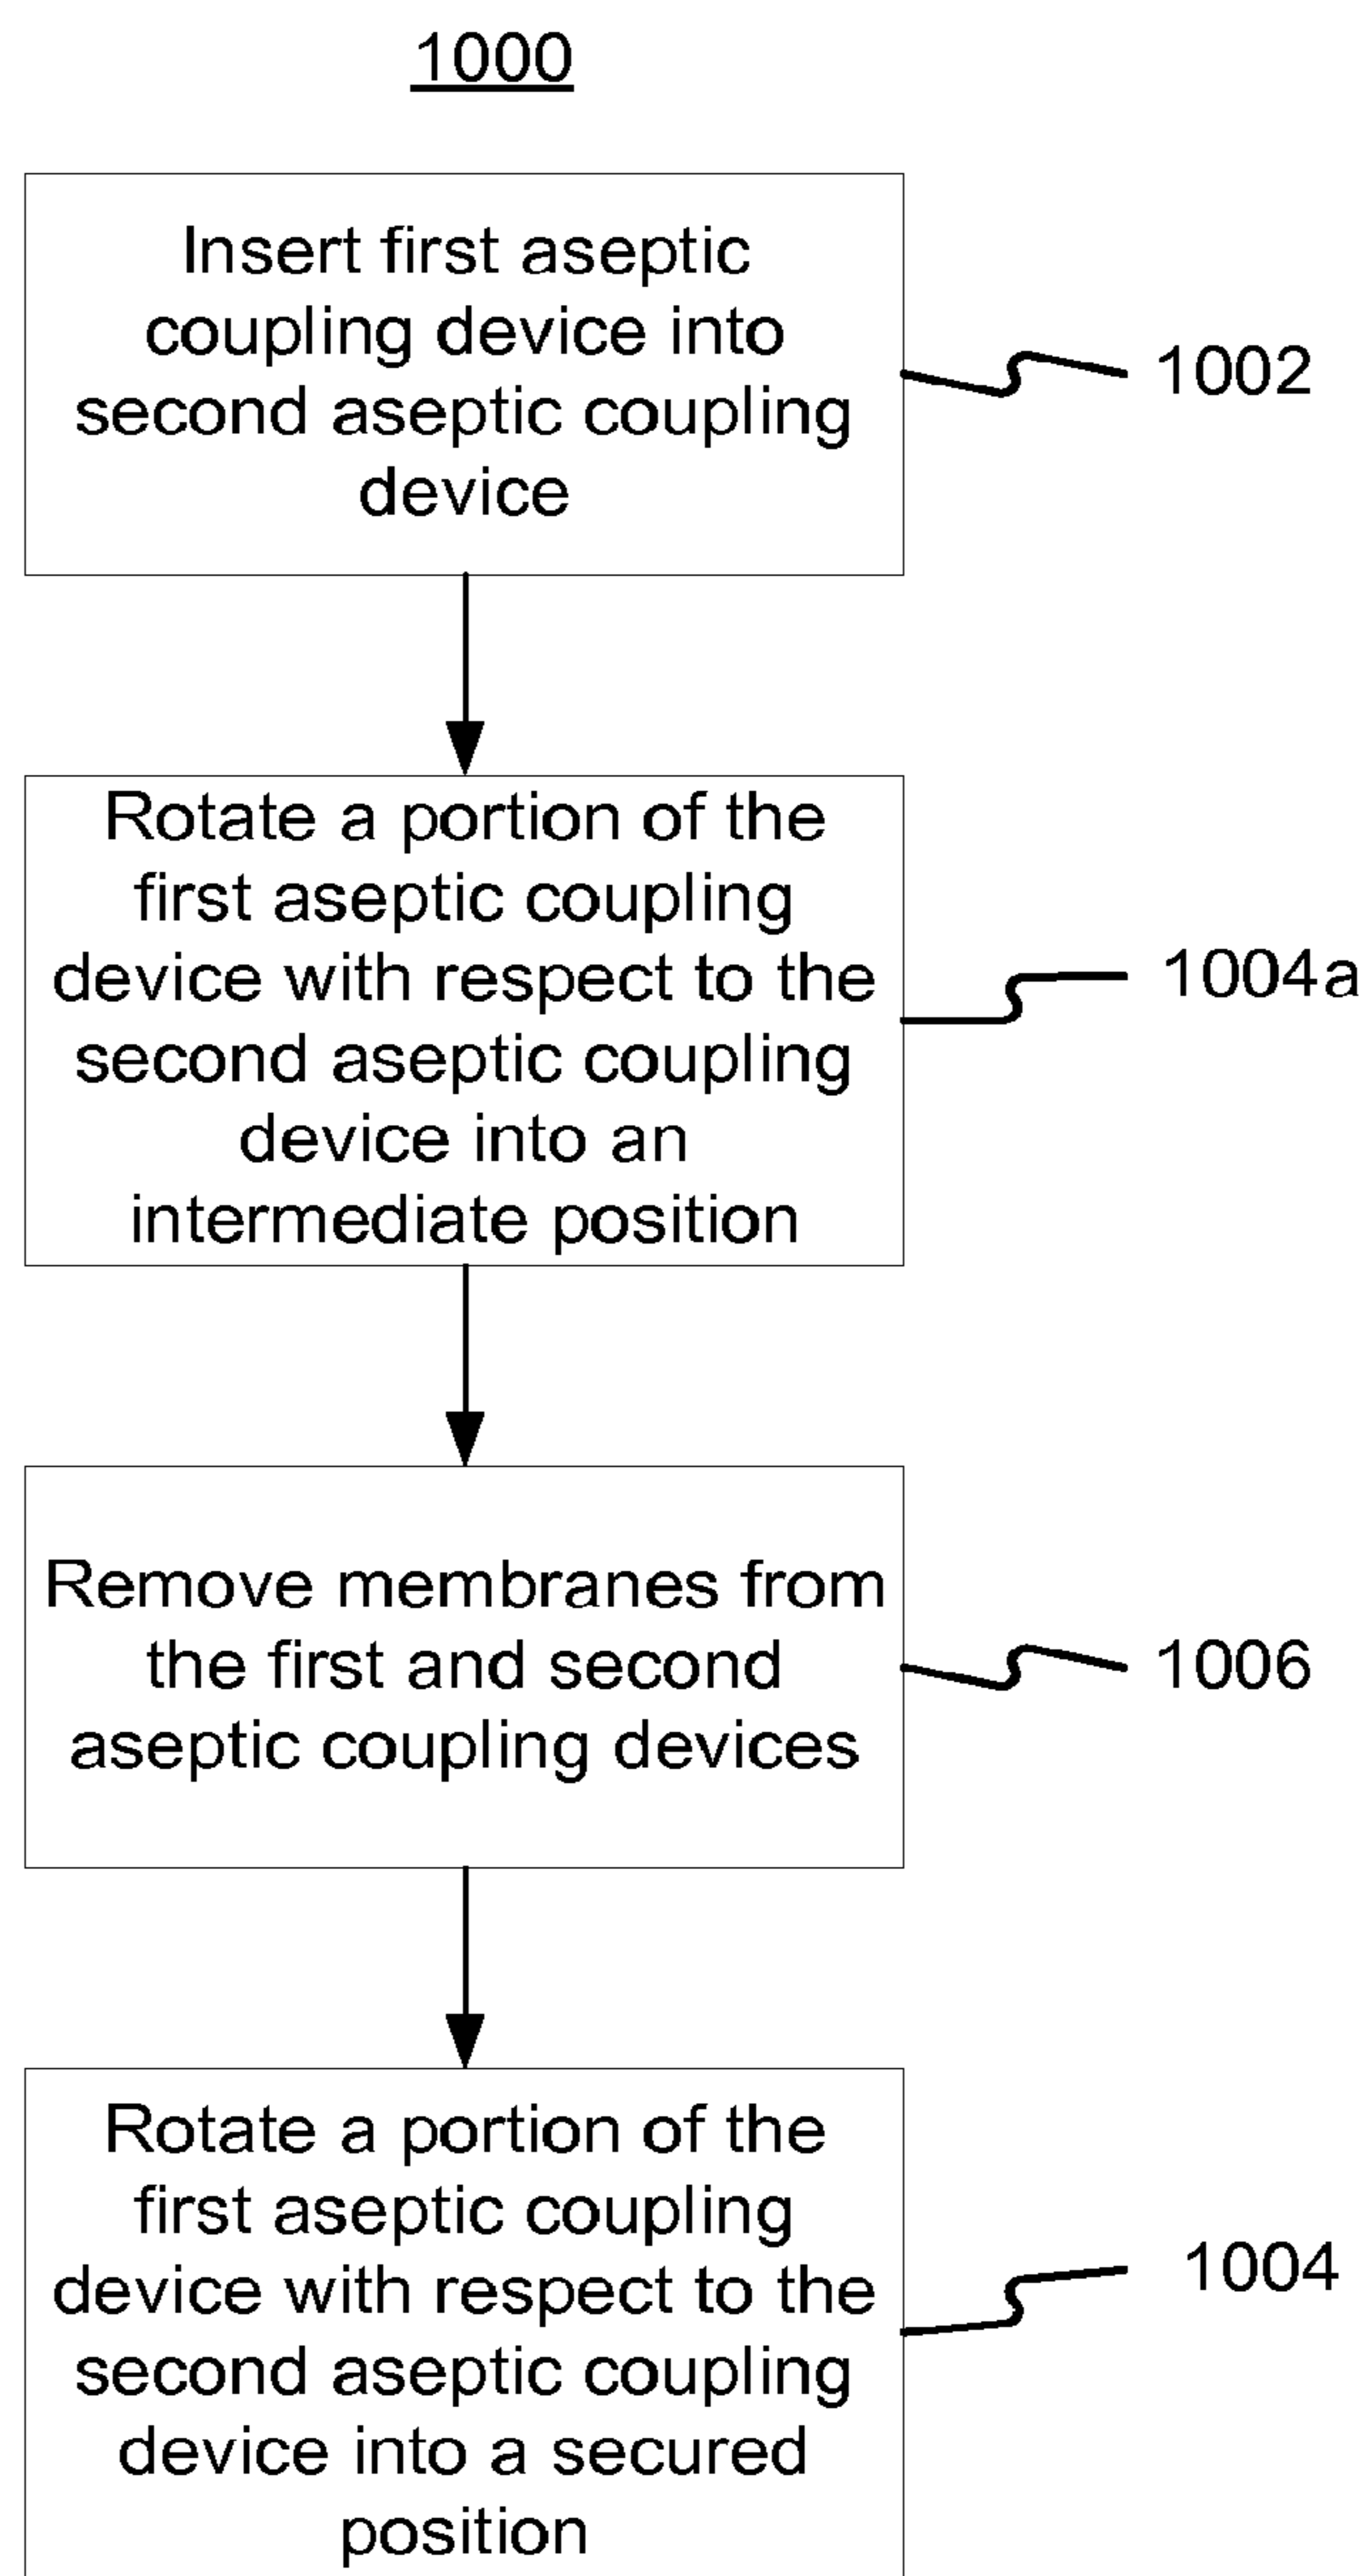 1000
Insert first aseptic
coupling device into
second aseptic coupling
device
1002
Rotate a portion of the
first aseptic coupling
device with respect to the
second aseptic coupling
device into an
intermediate position
1004a
Remove membranes from
the first and second
aseptic coupling devices
1006
Rotate a portion of the
first aseptic coupling
device with respect to the
second aseptic coupling
device into a secured
position
1004